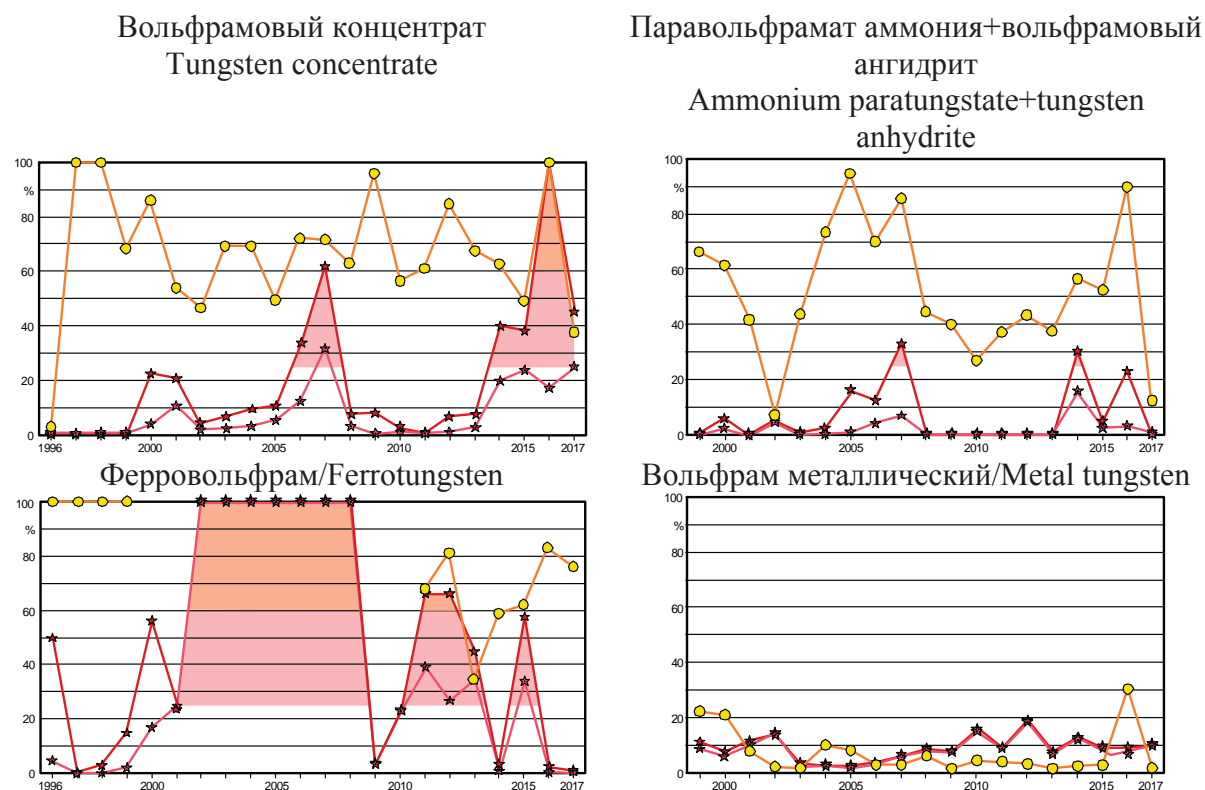 Вольфрамовый концентрат
Tungsten concentrate
Паравольфрамат аммония+вольфрамовый
ангидрит
Ammonium paratungstate+tungsten
anhydrite
100
%
80
60
40
20
0
1996 2000 2005 2010 2015 2017
100
%
80
60
40
20
0
2000 2005 2010 2015 2017
Ферровольфрам/Ferrotungsten
Вольфрам металлический/Metal tungsten
100
%
80
60
40
20
0
1996 2000 2005 2010 2015 2017
100
%
80
60
40
20
0
2000 2005 2010 2015 2017